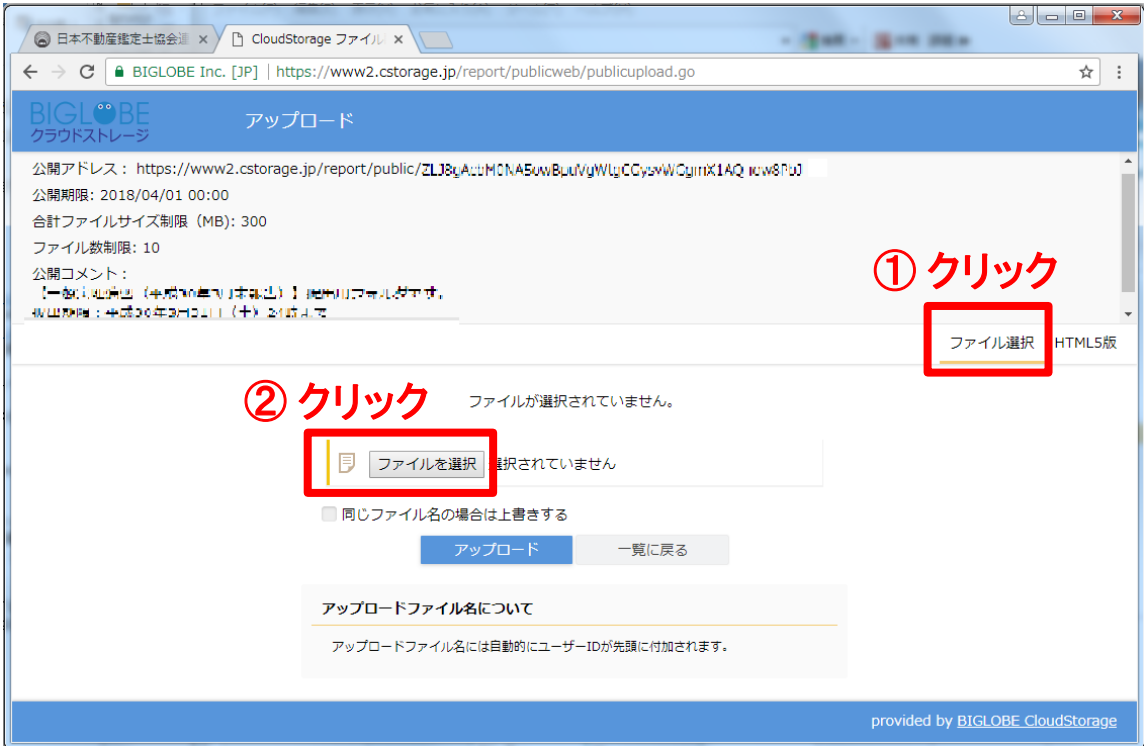 日本不動産鑑定士協会連
CloudStorage ファイル
BIGLOBE Inc. [JP] | https://www2.cstorage.jp/report/publicweb/publicupload.go
BIGLOBE
クラウドストレージ
アップロード
公開アドレス： https://www2.cstorage.jp/report/public/
公開期限: 2018/04/01 00:00
合計ファイルサイズ制限（MB): 300
ファイル数制限: 10
公開コメント：
① クリック
ファイル選択 HTML5版
② クリック
ファイルが選択されていません。
ファイルを選択 選択されていません
同じファイル名の場合は上書きする
アップロード 一覧に戻る
アップロードファイル名について
アップロードファイル名には自動的にユーザーIDが先頭に付加されます。
provided by BIGLOBE CloudStorage